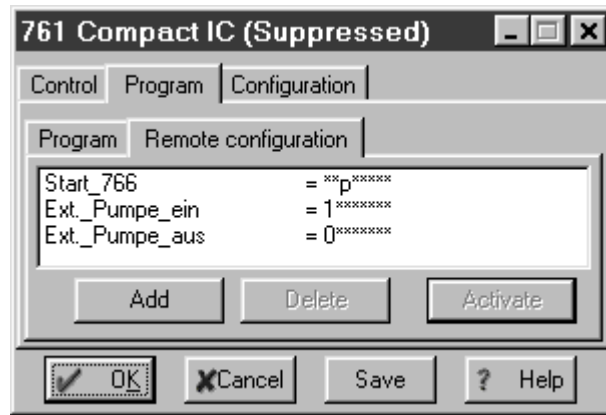 761 Compact IC (Suppressed)
Control Program Configuration
Program Remote configuration
Start_766 = **p*****
Ext._Pumpe_ein = 1*******
Ext._Pumpe_aus = 0*******
Add Delete Activate
OK Cancel Save ? Help